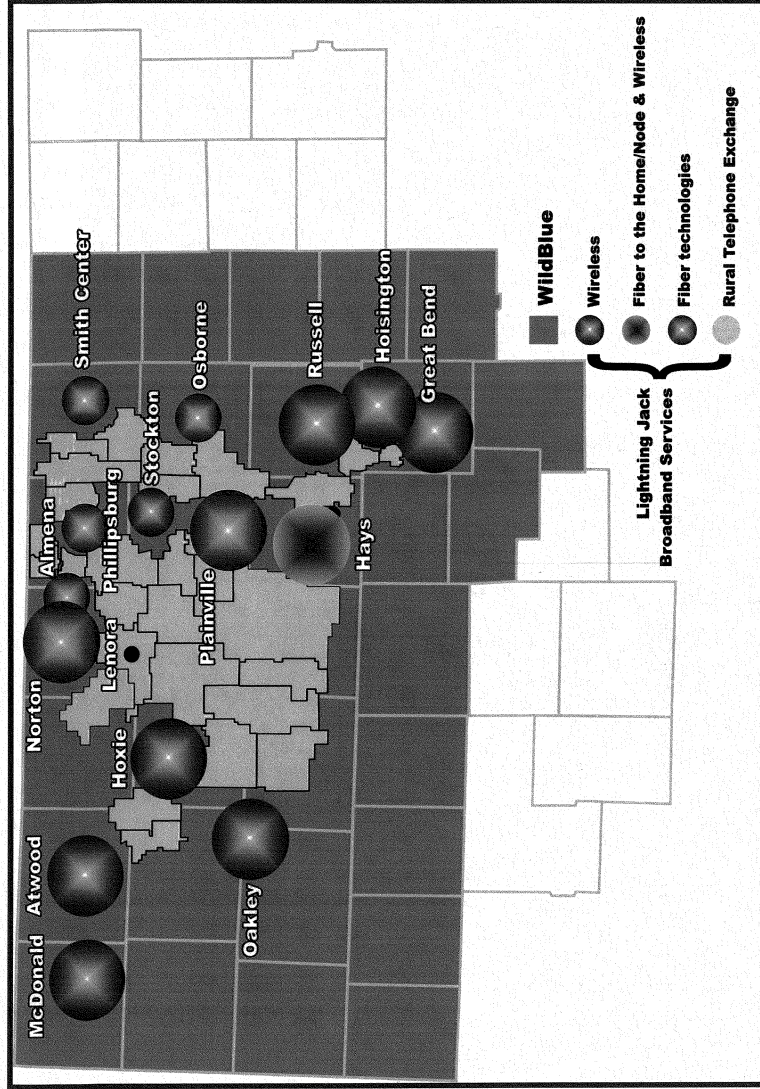 McDonald
Atwood
Norton
Almena
Smith Center
Phillipsburg
Lenora
Hoxie
Stockton
Osborne
Plainville
Oakley
Hays
Russell
Hoisington
Great Bend
WildBlue
Lightning Jack
Broadband Services
Wireless
Fiber to the Home/Node & Wireless
Fiber technologies
Rural Telephone Exchange